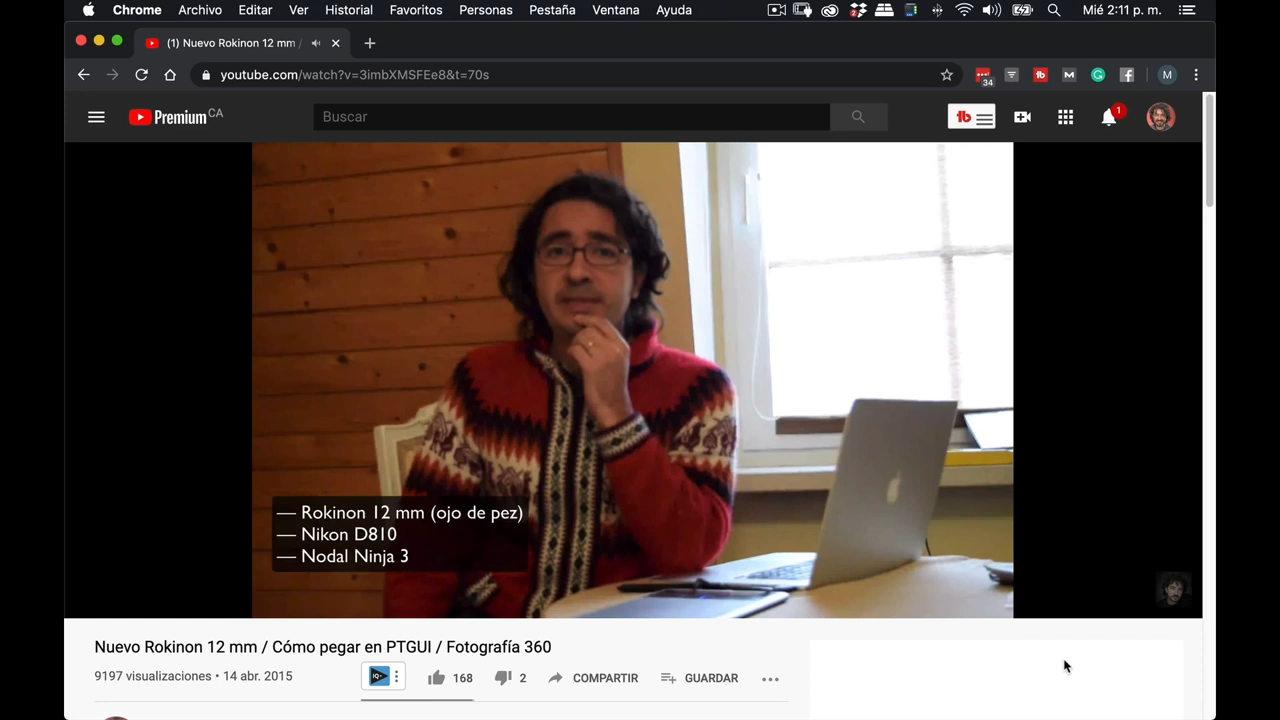 Chrome Archivo Editar Ver Historial Favoritos Personas Pestaña Ventana Ayuda Mié 2:11 p. m.
(1) Nuevo Rokinon 12 mm /
youtube.com/watch?v=3imbXMSFEe8&t=70s
34
M
Premium CA
Buscar
1
— Rokinon 12 mm (ojo de pez)
— Nikon D810
— Nodal Ninja 3
Nuevo Rokinon 12 mm / Cómo pegar en PTGUI / Fotografía 360
9197 visualizaciones • 14 abr. 2015 168 2 COMPARTIR GUARDAR